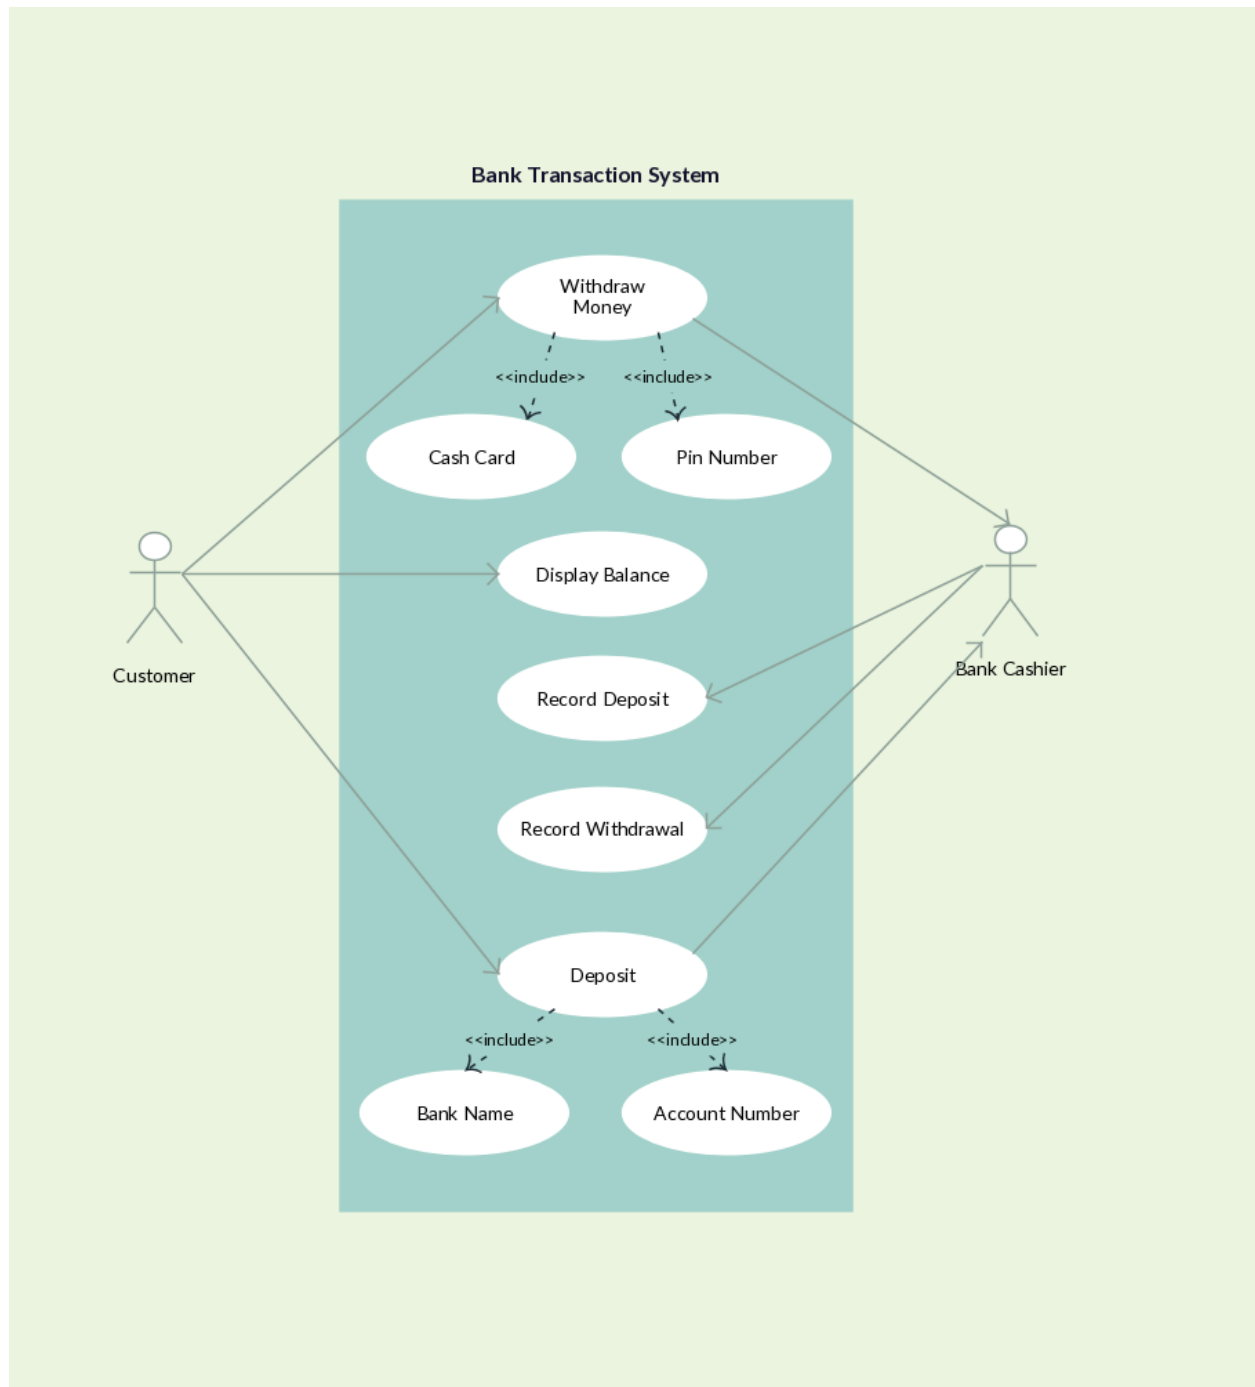 Bank Transaction System
Withdraw
Money
<<include>>
<<include>>
Cash Card
Pin Number
Display Balance
Customer
Bank Cashier
Record Deposit
Record Withdrawal
Deposit
<<include>>
<<include>>
Bank Name
Account Number